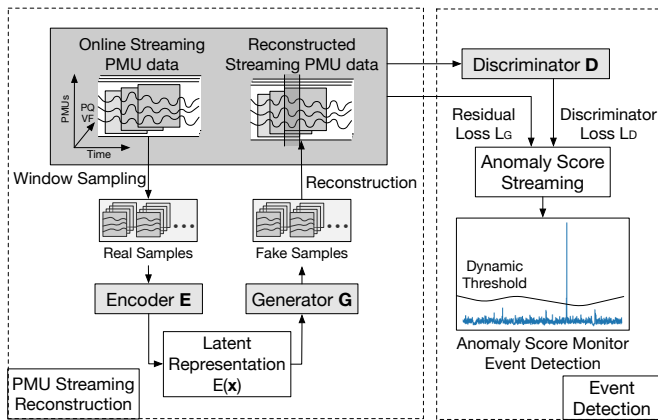 Online Streaming
PMU data
Reconstructed
Streaming PMU data
PMUs
PQ
VF
Time
Window Sampling
Reconstruction
Real Samples
Fake Samples
Encoder E
Generator G
Latent
Representation
E(x)
PMU Streaming
Reconstruction
Discriminator D
Residual
Loss LG
Discriminator
Loss LD
Anomaly Score
Streaming
Dynamic
Threshold
Anomaly Score Monitor
Event Detection
Event
Detection